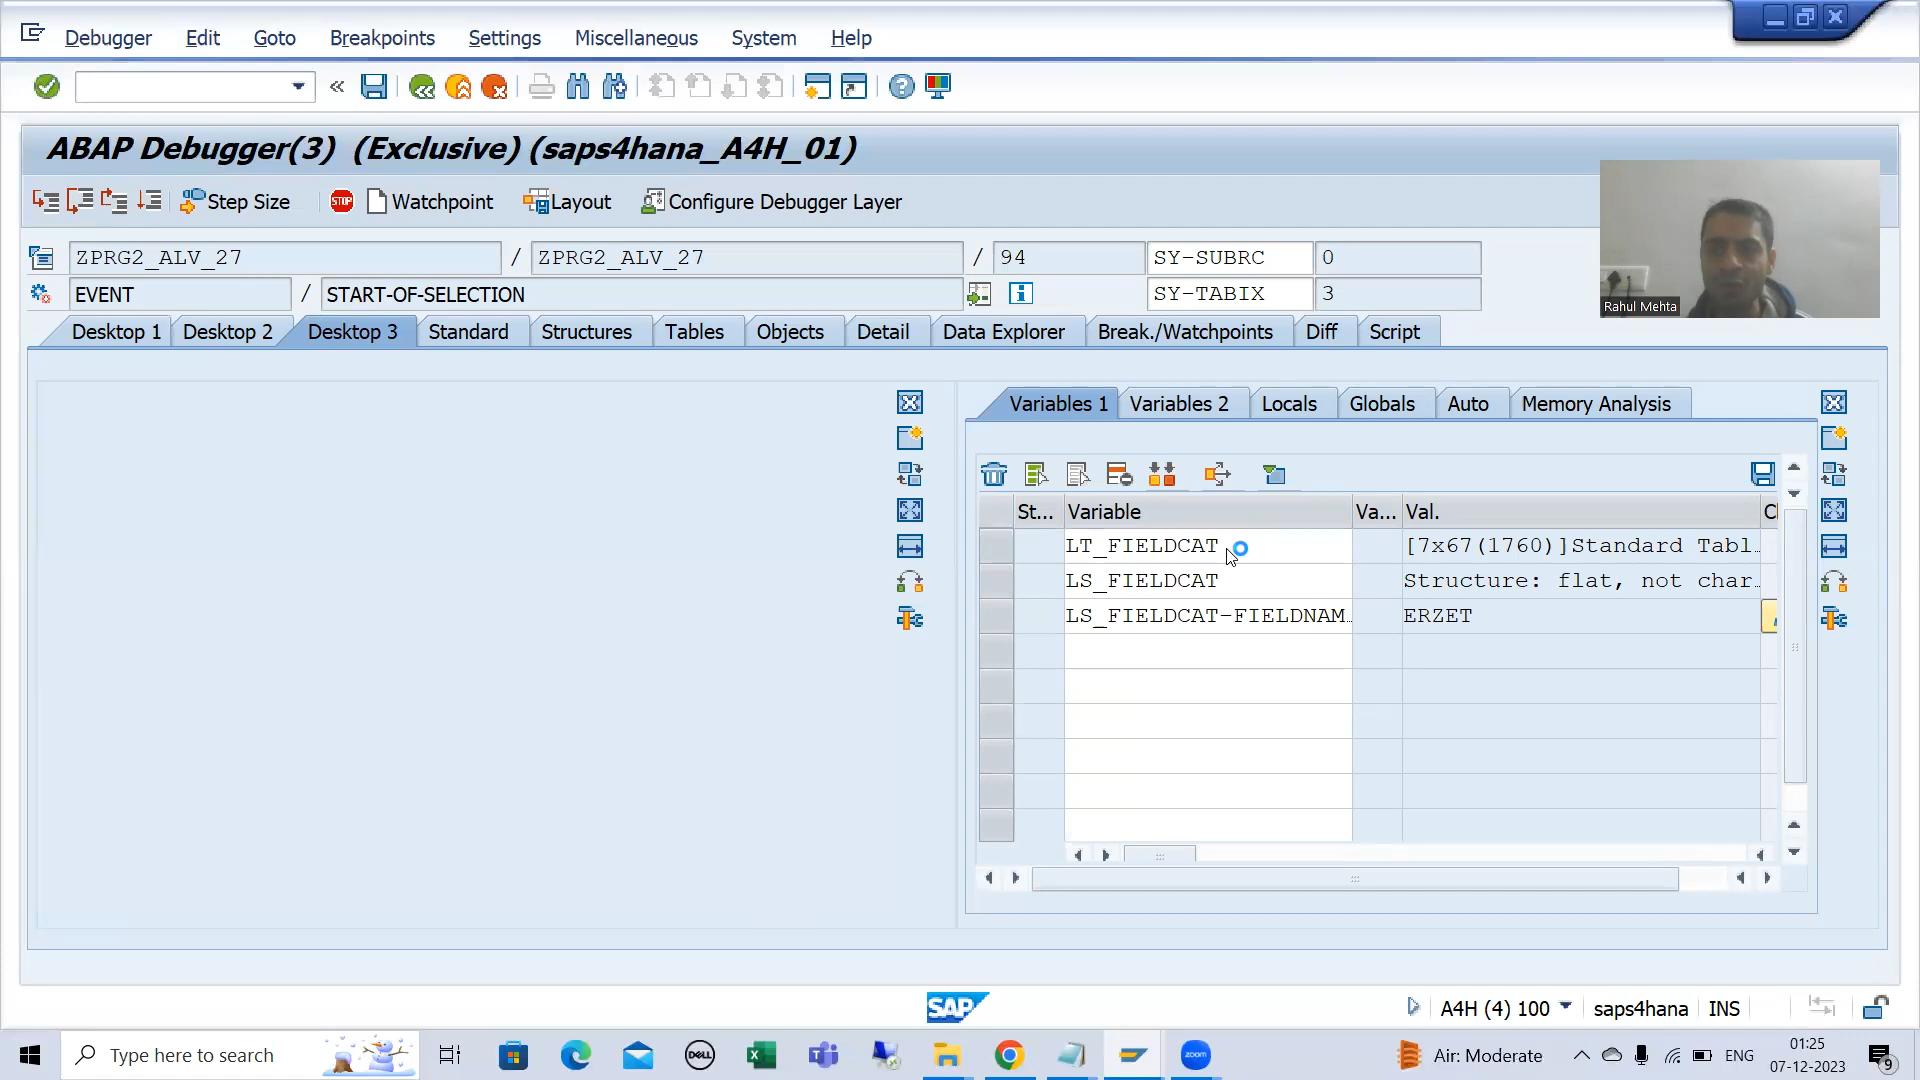 Debugger Edit Goto Breakpoints Settings Miscellaneous System Help
ABAP Debugger(3) (Exclusive) (saps4hana_A4H_01)
Step Size STOP Watchpoint Layout Configure Debugger Layer
Rahul Mehta
ZPRG2_ALV_27 / ZPRG2_ALV_27 / 94 SY-SUBRC 0
EVENT / START-OF-SELECTION SY-TABIX 3
Desktop 1 Desktop 2 Desktop 3 Standard Structures Tables Objects Detail Data Explorer Break./Watchpoints Diff Script
Variables 1 Variables 2 Locals Globals Auto Memory Analysis
St... Variable Va... Val.
LT_FIELDCAT [7x67(1760)]Standard Tabl..
LS_FIELDCAT Structure: flat, not char..
LS_FIELDCAT-FIELDNAM.. ERZET
SAP A4H (4) 100 saps4hana INS
Type here to search DELL zoom Air: Moderate ENG 01:25
07-12-2023 9